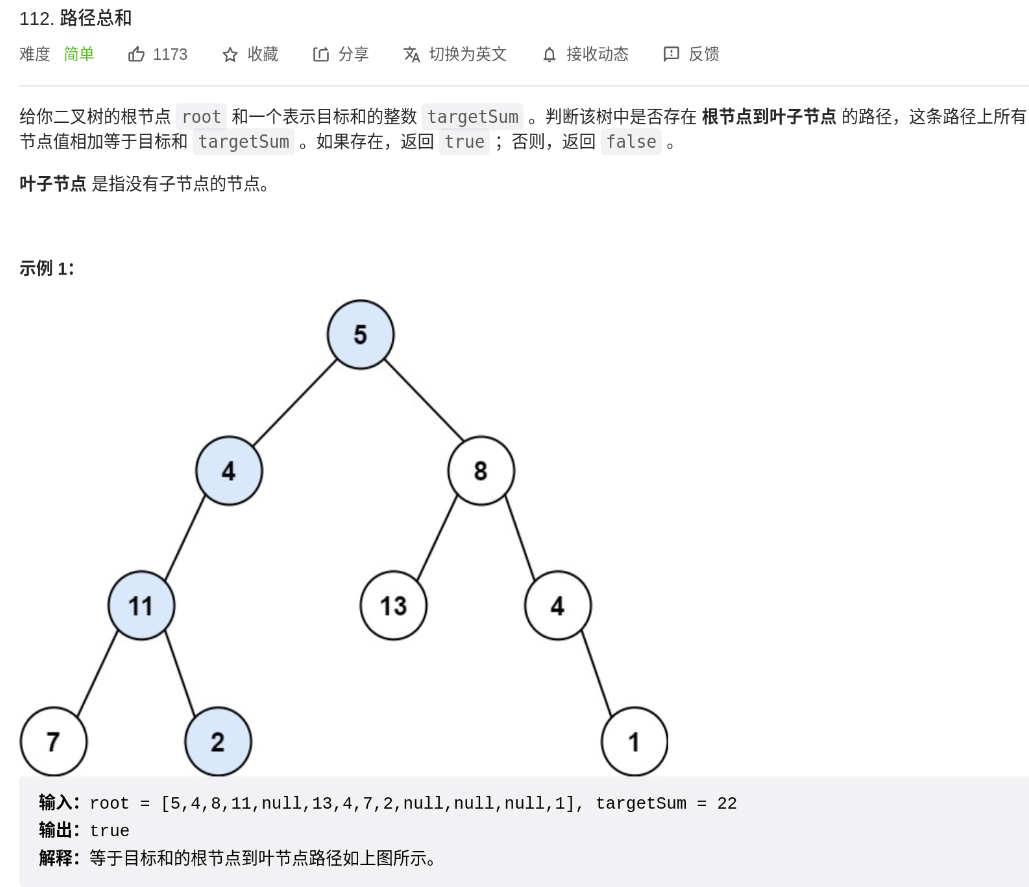 112. 路径总和
难度 简单 1173 收藏 分享 切换为英文 接收动态 反馈
给你二叉树的根节点 root 和一个表示目标和的整数 targetSum 。判断该树中是否存在 根节点到叶子节点 的路径，这条路径上所有
节点值相加等于目标和 targetSum 。如果存在，返回 true ；否则，返回 false 。
叶子节点 是指没有子节点的节点。
示例 1：
5
4 8
11 13 4
7 2 1
输入：root = [5,4,8,11,null,13,4,7,2,null,null,null,1], targetSum = 22
输出：true
解释：等于目标和的根节点到叶节点路径如上图所示。